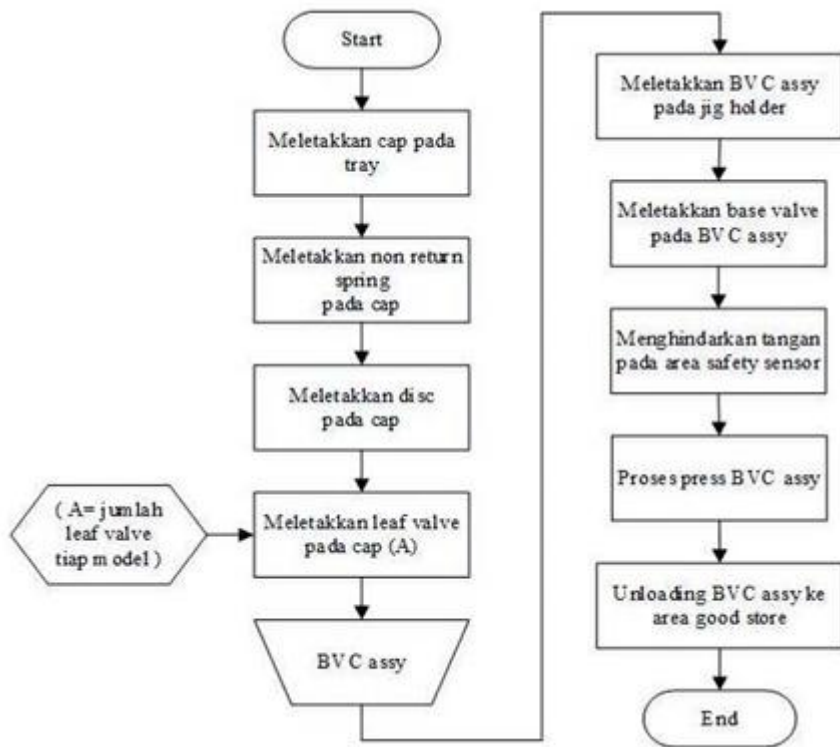 Start
Meletakkan cap pada
tray
Meletakkan non return
spring
pada cap
Meletakkan disc
pada cap
( A= jumlah
leaf valve
tiap model )
Meletakkan leaf valve
pada cap (A)
BVC assy
Meletakkan BVC assy
pada jig holder
Meletakkan base valve
pada BVC assy
Menghindarkan tangan
pada area safety sensor
Proses press BVC assy
Unloading BVC assy ke
area good store
End